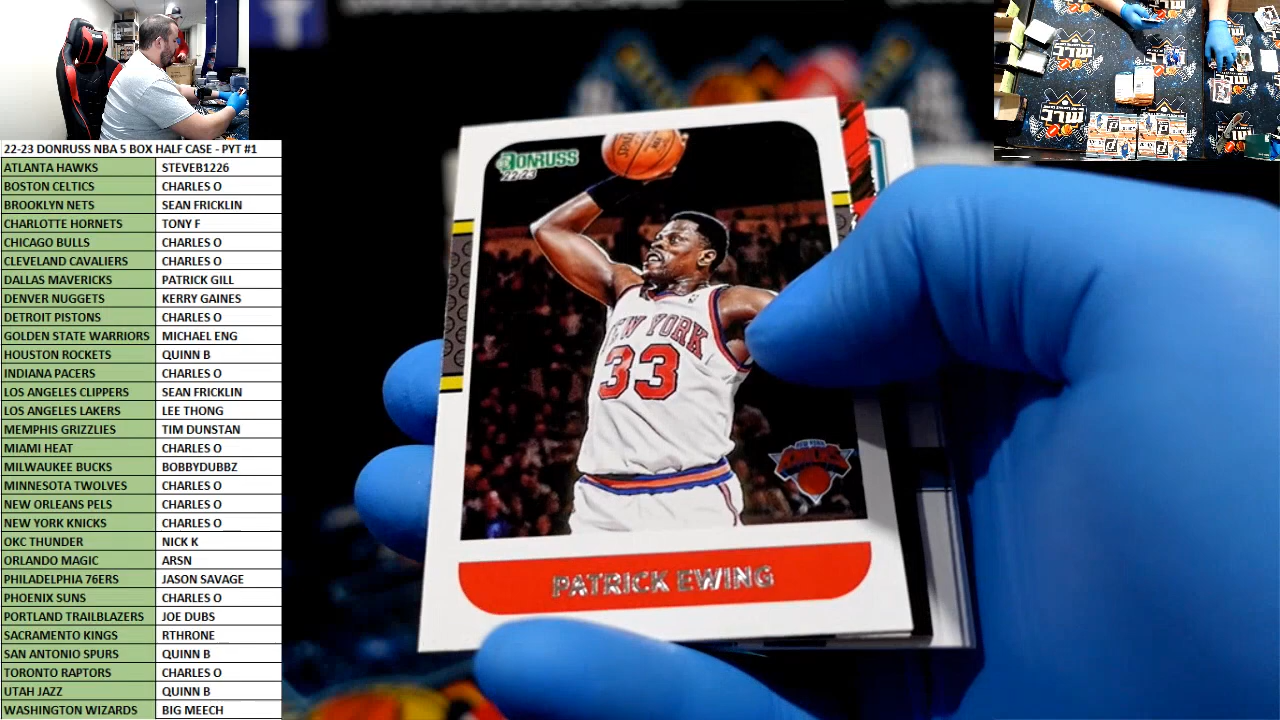 22-23 DONRUSS NBA 5 BOX HALF CASE - PYT #1
ATLANTA HAWKS STEVEB1226
BOSTON CELTICS CHARLES O
BROOKLYN NETS SEAN FRICKLIN
CHARLOTTE HORNETS TONY F
CHICAGO BULLS CHARLES O
CLEVELAND CAVALIERS CHARLES O
DALLAS MAVERICKS PATRICK GILL
DENVER NUGGETS KERRY GAINES
DETROIT PISTONS CHARLES O
GOLDEN STATE WARRIORS MICHAEL ENG
HOUSTON ROCKETS QUINN B
INDIANA PACERS CHARLES O
LOS ANGELES CLIPPERS SEAN FRICKLIN
LOS ANGELES LAKERS LEE THONG
MEMPHIS GRIZZLIES TIM DUNSTAN
MIAMI HEAT CHARLES O
MILWAUKEE BUCKS BOBBYDUBBZ
MINNESOTA TWOLVES CHARLES O
NEW ORLEANS PELS CHARLES O
NEW YORK KNICKS CHARLES O
OKC THUNDER NICK K
ORLANDO MAGIC ARSN
PHILADELPHIA 76ERS JASON SAVAGE
PHOENIX SUNS CHARLES O
PORTLAND TRAILBLAZERS JOE DUBS
SACRAMENTO KINGS RTHRONE
SAN ANTONIO SPURS QUINN B
TORONTO RAPTORS CHARLES O
UTAH JAZZ QUINN B
WASHINGTON WIZARDS BIG MEECH
DONRUSS
22/23
NEW YORK
33
NEW YORK
KNICKS
PATRICK EWING